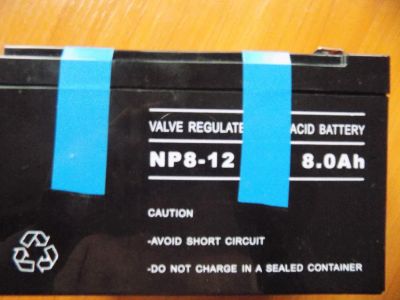 VALVE REGULATE ACID BATTERY
NP8-12 8.0Ah
CAUTION
-AVOID SHORT CIRCUIT
-DO NOT CHARGE IN A SEALED CONTAINER